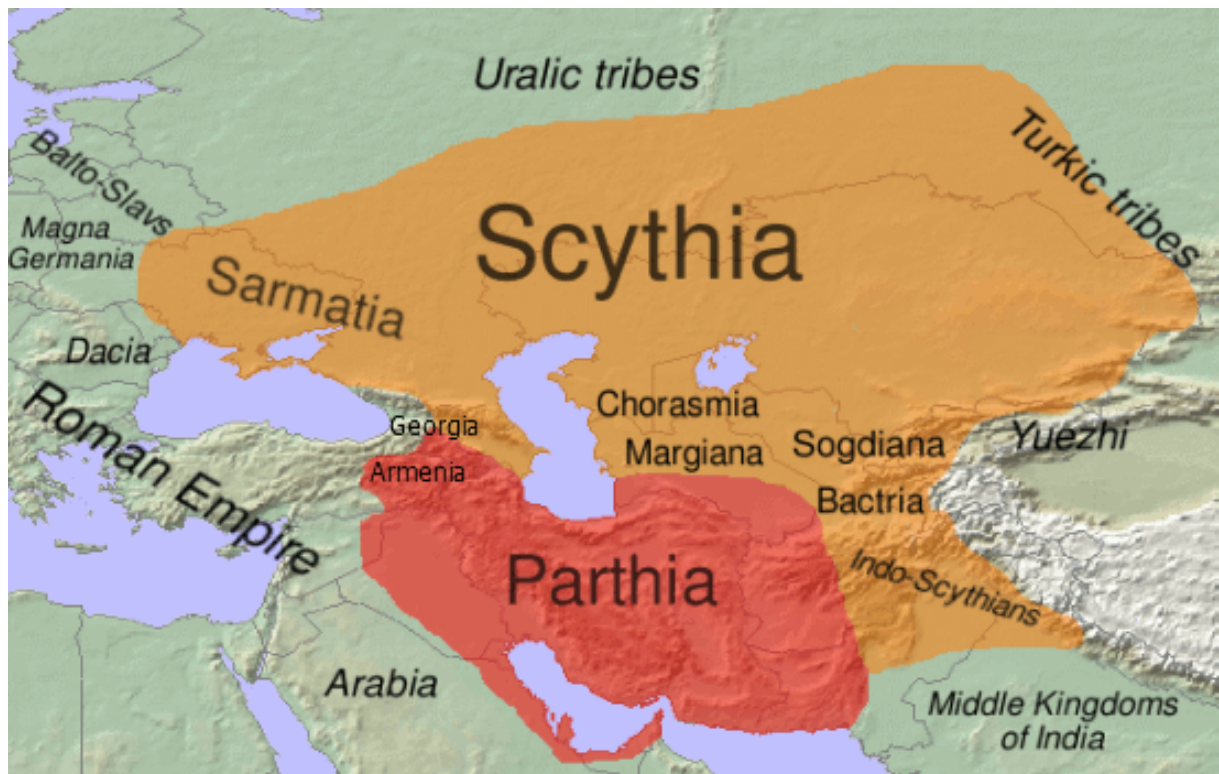 Uralic tribes
Turkic tribes
Balto-Slavs
Magna
Germania
Scythia
Sarmatia
Dacia
Roman Empire
Georgia
Armenia
Chorasmia
Margiana
Sogdiana
Yuezhi
Bactria
Parthia
Indo-Scythians
Arabia
Middle Kingdoms
of India